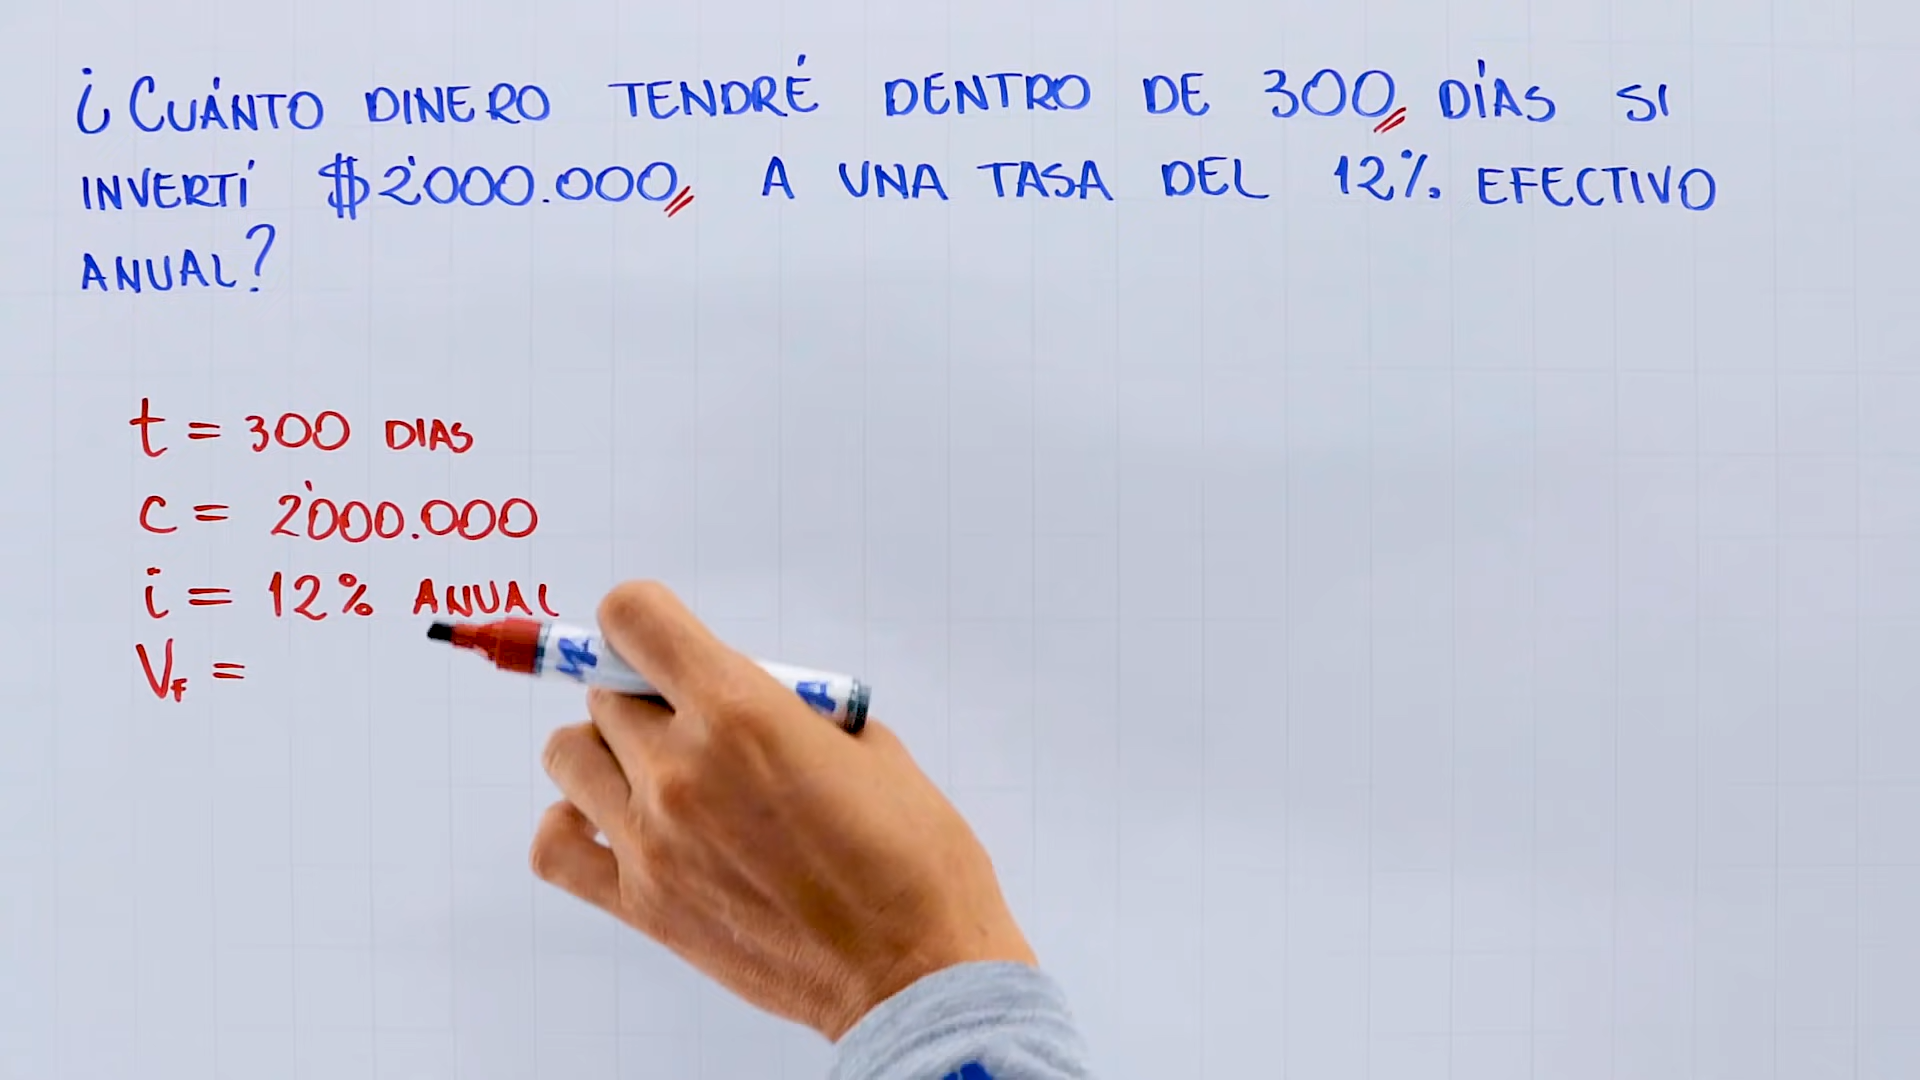 ¿CUÁNTO DINERO TENDRÉ DENTRO DE 300 DÍAS SI
INVERTÍ $2'000.000 A UNA TASA DEL 12% EFECTIVO
ANUAL?
t = 300 DIAS
C = 2'000.000
i = 12% ANUAL
VF =